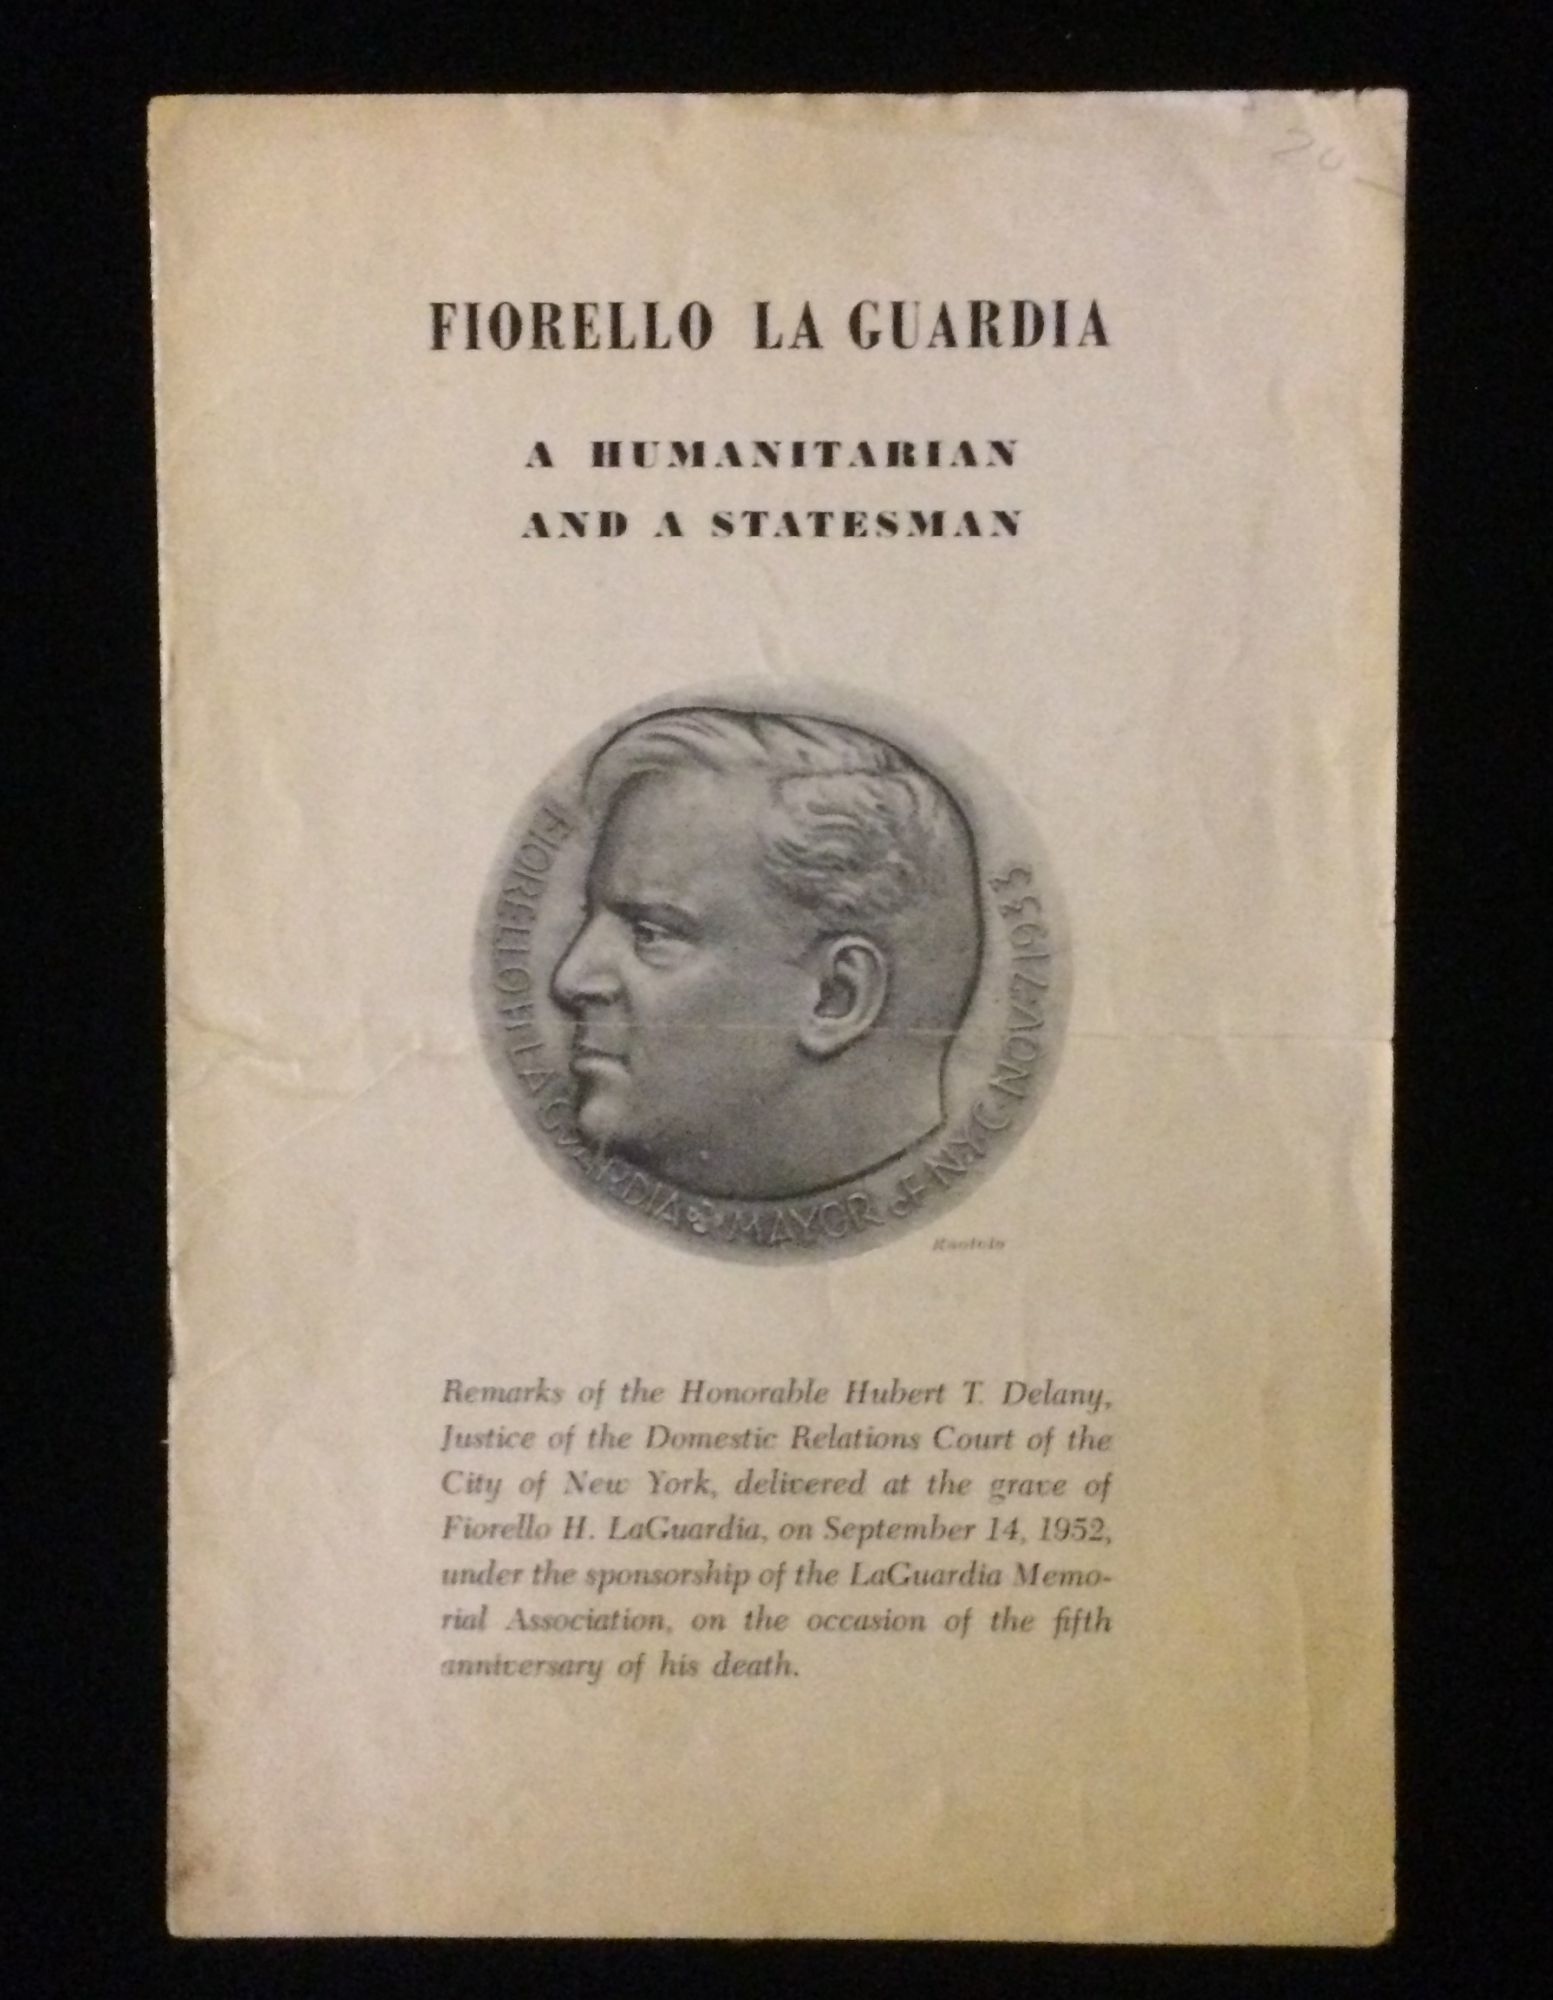 20
FIORELLO LA GUARDIA
A HUMANITARIAN
AND A STATESMAN
FIORELLO H LA GUARDIA MAYOR OF N.Y.C. NOV. 7 1933
Remarks of the Honorable Hubert T. Delany,
Justice of the Domestic Relations Court of the
City of New York, delivered at the grave of
Fiorello H. LaGuardia, on September 14, 1952,
under the sponsorship of the LaGuardia Memo-
rial Association, on the occasion of the fifth
anniversary of his death.